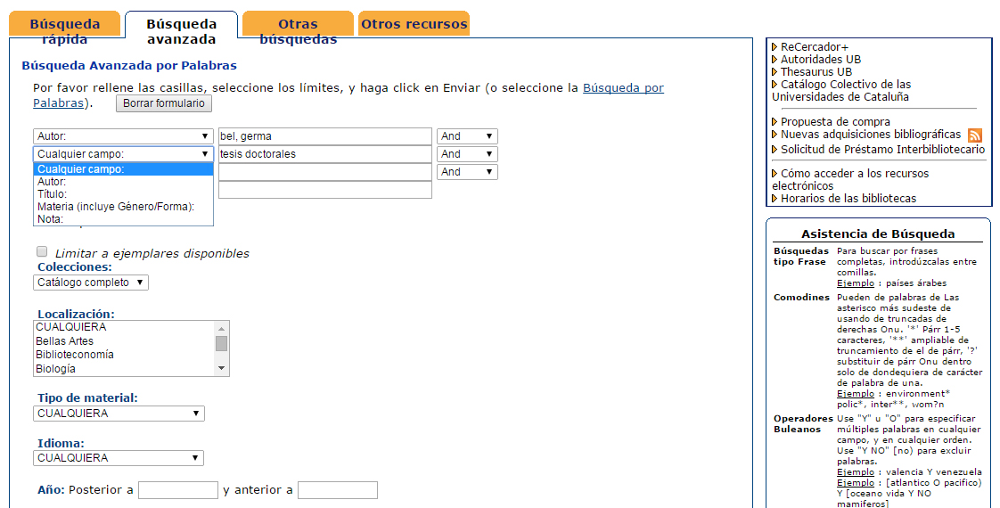 Búsqueda rápida
Búsqueda avanzada
Otras búsquedas
Otros recursos
Búsqueda Avanzada por Palabras
Por favor rellene las casillas, seleccione los límites, y haga click en Enviar (o seleccione la Búsqueda por
Palabras). Borrar formulario
Autor: bel, germa And
Cualquier campo: tesis doctorales And
Cualquier campo: And
Autor:
Título:
Materia (incluye Género/Forma):
Nota:
Limitar a ejemplares disponibles
Colecciones:
Catálogo completo
Localización:
CUALQUIERA
Bellas Artes
Biblioteconomía
Biología
Tipo de material:
CUALQUIERA
Idioma:
CUALQUIERA
Año: Posterior a y anterior a
ReCercador+
Autoridades UB
Thesaurus UB
Catálogo Colectivo de las
Universidades de Cataluña
Propuesta de compra
Nuevas adquisiciones bibliográficas
Solicitud de Préstamo Interbibliotecario
Cómo acceder a los recursos
electrónicos
Horarios de las bibliotecas
Asistencia de Búsqueda
Búsquedas Para buscar por frases
tipo Frase completas, introdúzcalas entre
comillas.
Ejemplo : países árabes
Comodines Pueden de palabras de Las
asterisco más sudeste de
usando de truncadas de
derechas Onu. '*' Párr 1-5
caracteres, '**' ampliable de
truncamiento de el de párr, '?'
substituir de párr Onu dentro
solo de dondequiera de carácter
de palabra de una.
Ejemplo : environment*
polic*, inter**, wom?n
Operadores Use "Y" u "O" para especificar
Buleanos múltiples palabras en cualquier
campo, y en cualquier orden.
Use "Y NO" [no) para excluir
palabras.
Ejemplo : valencia Y venezuela
Ejemplo : [atlantico O pacifico)
Y [oceano vida Y NO
mamiferos]